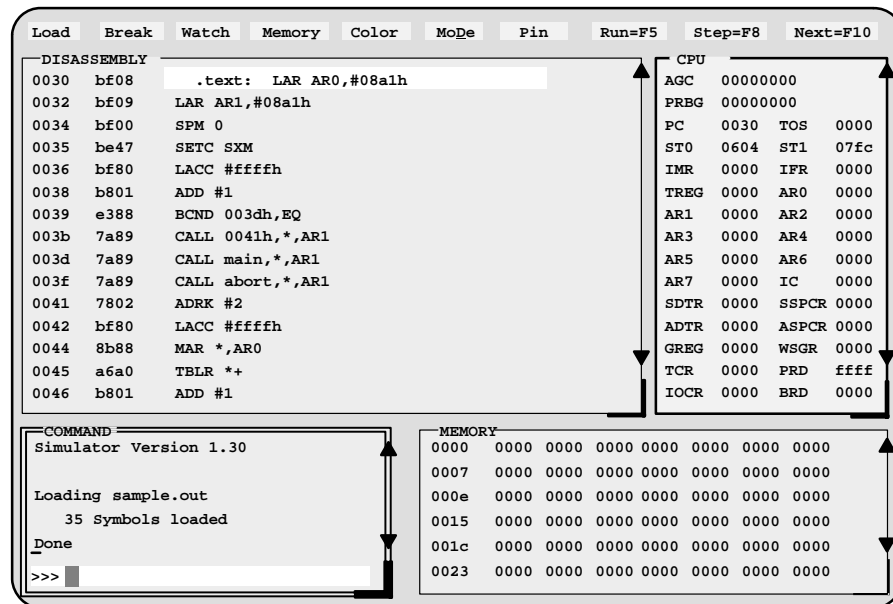 Load Break Watch Memory Color MoDe Pin Run=F5 Step=F8 Next=F10
DISASSEMBLY
0030 bf08 .text: LAR AR0,#08a1h
0032 bf09 LAR AR1,#08a1h
0034 bf00 SPM 0
0035 be47 SETC SXM
0036 bf80 LACC #ffffh
0038 b801 ADD #1
0039 e388 BCND 003dh,EQ
003b 7a89 CALL 0041h,*,AR1
003d 7a89 CALL main,*,AR1
003f 7a89 CALL abort,*,AR1
0041 7802 ADRK #2
0042 bf80 LACC #ffffh
0044 8b88 MAR *,AR0
0045 a6a0 TBLR *+
0046 b801 ADD #1
CPU
AGC 00000000
PRBG 00000000
PC 0030 TOS 0000
ST0 0604 ST1 07fc
IMR 0000 IFR 0000
TREG 0000 AR0 0000
AR1 0000 AR2 0000
AR3 0000 AR4 0000
AR5 0000 AR6 0000
AR7 0000 IC 0000
SDTR 0000 SSPCR 0000
ADTR 0000 ASPCR 0000
GREG 0000 WSGR 0000
TCR 0000 PRD ffff
IOCR 0000 BRD 0000
COMMAND
Simulator Version 1.30
Loading sample.out
35 Symbols loaded
Done
>>>
MEMORY
0000 0000 0000 0000 0000 0000 0000 0000
0007 0000 0000 0000 0000 0000 0000 0000
000e 0000 0000 0000 0000 0000 0000 0000
0015 0000 0000 0000 0000 0000 0000 0000
001c 0000 0000 0000 0000 0000 0000 0000
0023 0000 0000 0000 0000 0000 0000 0000